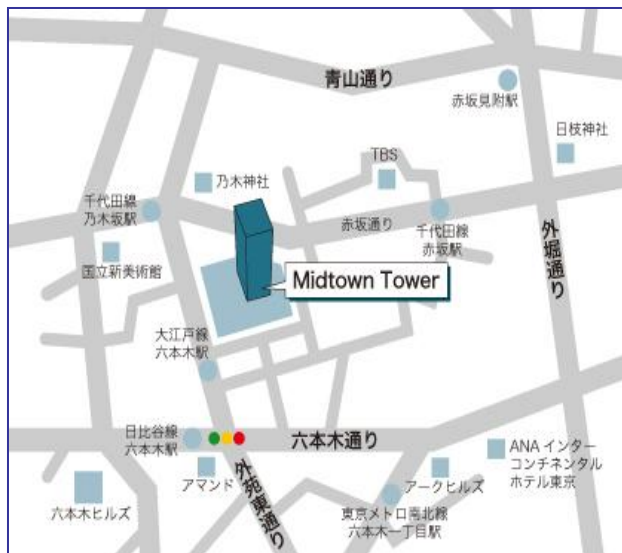 青山通り
赤坂見附駅
日枝神社
TBS
乃木神社
千代田線
乃木坂駅
赤坂通り
千代田線
赤坂駅
外堀通り
国立新美術館
Midtown Tower
大江戸線
六本木駅
日比谷線
六本木駅
六本木通り
ANAインター
コンチネンタル
ホテル東京
アマンド
外苑東通り
アークヒルズ
六本木ヒルズ
東京メトロ南北線
六本木一丁目駅